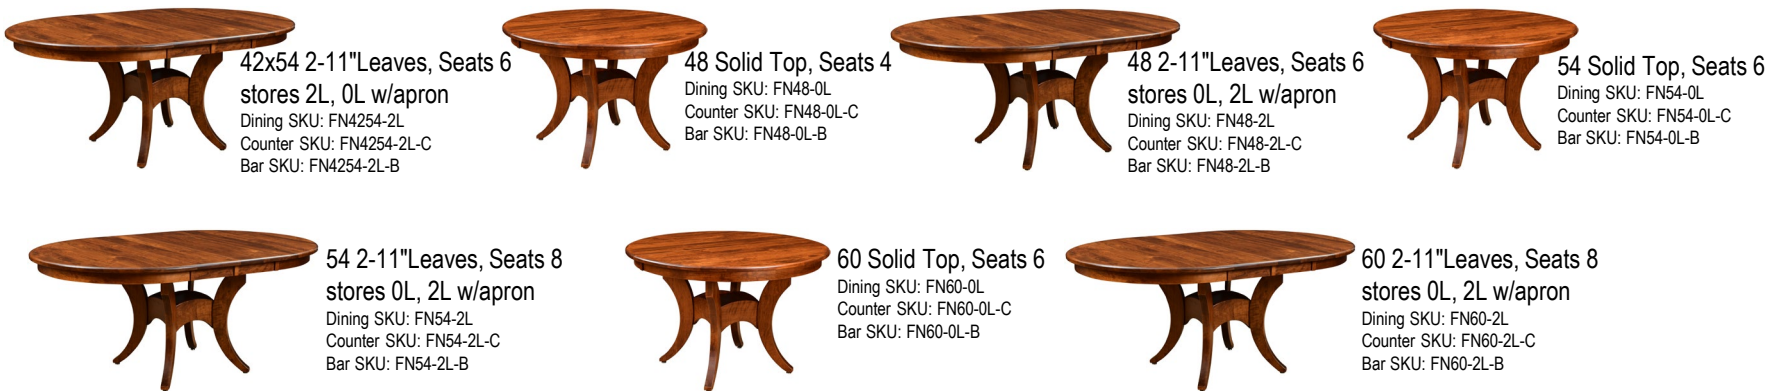 42x54 2-11"Leaves, Seats 6
stores 2L, 0L w/apron
Dining SKU: FN4254-2L
Counter SKU: FN4254-2L-C
Bar SKU: FN4254-2L-B
48 Solid Top, Seats 4
Dining SKU: FN48-0L
Counter SKU: FN48-0L-C
Bar SKU: FN48-0L-B
48 2-11"Leaves, Seats 6
stores 0L, 2L w/apron
Dining SKU: FN48-2L
Counter SKU: FN48-2L-C
Bar SKU: FN48-2L-B
54 Solid Top, Seats 6
Dining SKU: FN54-0L
Counter SKU: FN54-0L-C
Bar SKU: FN54-0L-B
54 2-11"Leaves, Seats 8
stores 0L, 2L w/apron
Dining SKU: FN54-2L
Counter SKU: FN54-2L-C
Bar SKU: FN54-2L-B
60 Solid Top, Seats 6
Dining SKU: FN60-0L
Counter SKU: FN60-0L-C
Bar SKU: FN60-0L-B
60 2-11"Leaves, Seats 8
stores 0L, 2L w/apron
Dining SKU: FN60-2L
Counter SKU: FN60-2L-C
Bar SKU: FN60-2L-B